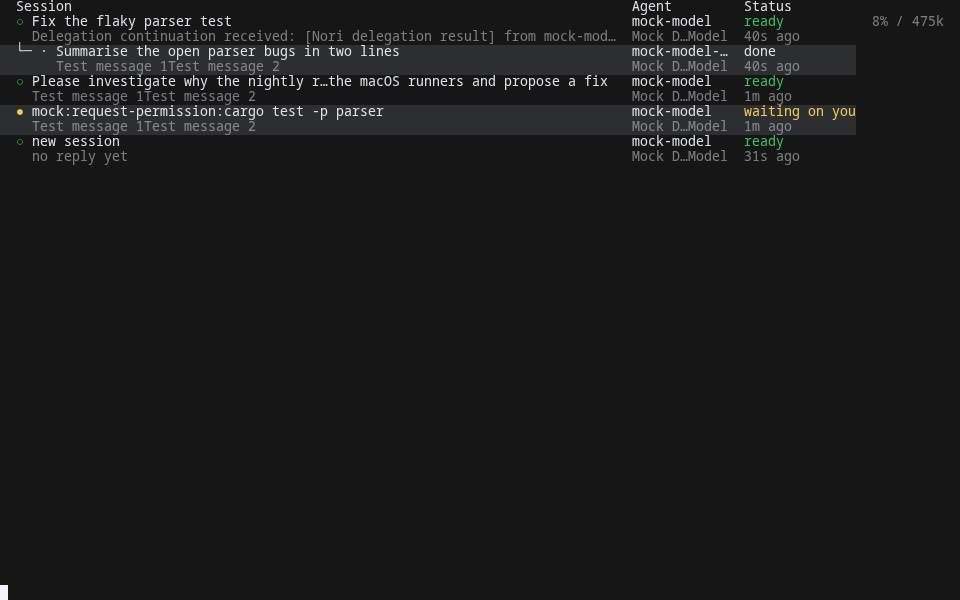 Session Agent Status
○ Fix the flaky parser test mock-model ready 8% / 475k
Delegation continuation received: [Nori delegation result] from mock-mod… Mock D…Model 40s ago
└─ · Summarise the open parser bugs in two lines mock-model-… done
Test message 1Test message 2 Mock D…Model 40s ago
○ Please investigate why the nightly r…the macOS runners and propose a fix mock-model ready
Test message 1Test message 2 Mock D…Model 1m ago
● mock:request-permission:cargo test -p parser mock-model waiting on you
Test message 1Test message 2 Mock D…Model 1m ago
○ new session mock-model ready
no reply yet Mock D…Model 31s ago